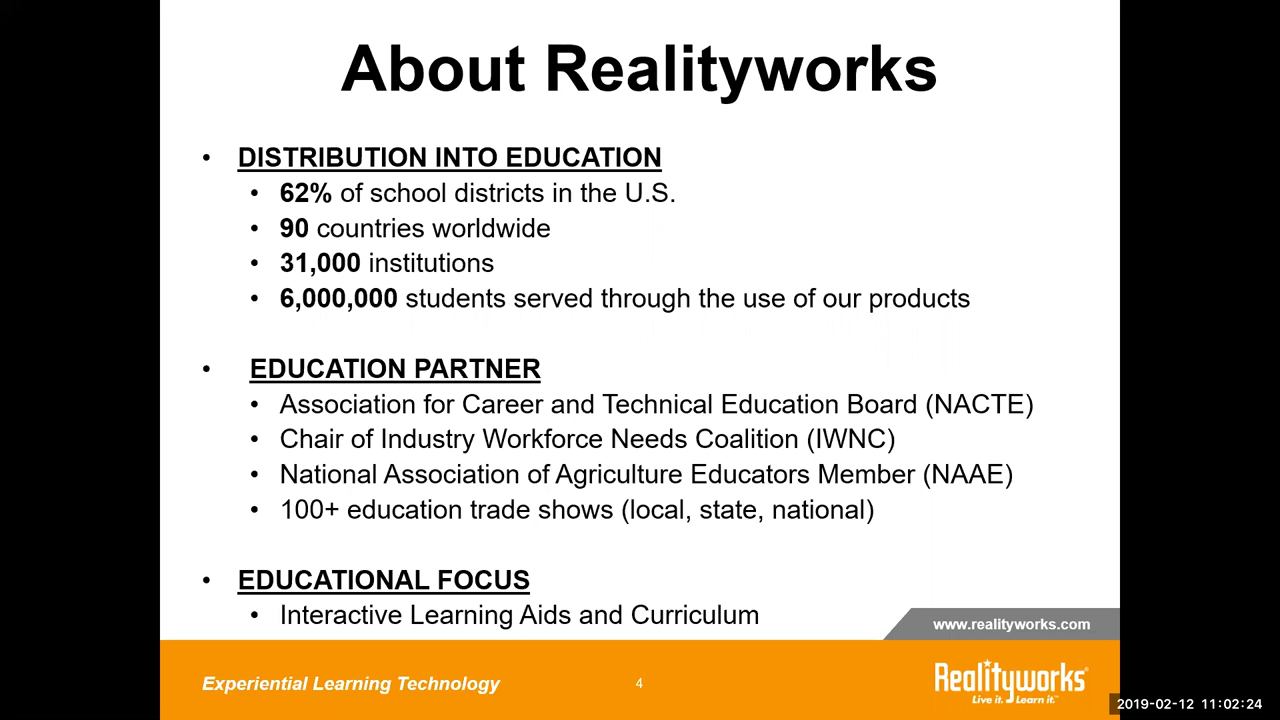 About Realityworks
• DISTRIBUTION INTO EDUCATION
• 62% of school districts in the U.S.
• 90 countries worldwide
• 31,000 institutions
• 6,000,000 students served through the use of our products
• EDUCATION PARTNER
• Association for Career and Technical Education Board (NACTE)
• Chair of Industry Workforce Needs Coalition (IWNC)
• National Association of Agriculture Educators Member (NAAE)
• 100+ education trade shows (local, state, national)
• EDUCATIONAL FOCUS
• Interactive Learning Aids and Curriculum
www.realityworks.com
Experiential Learning Technology
4
Realityworks®
Live it. Learn it.™
2019-02-12 11:02:24